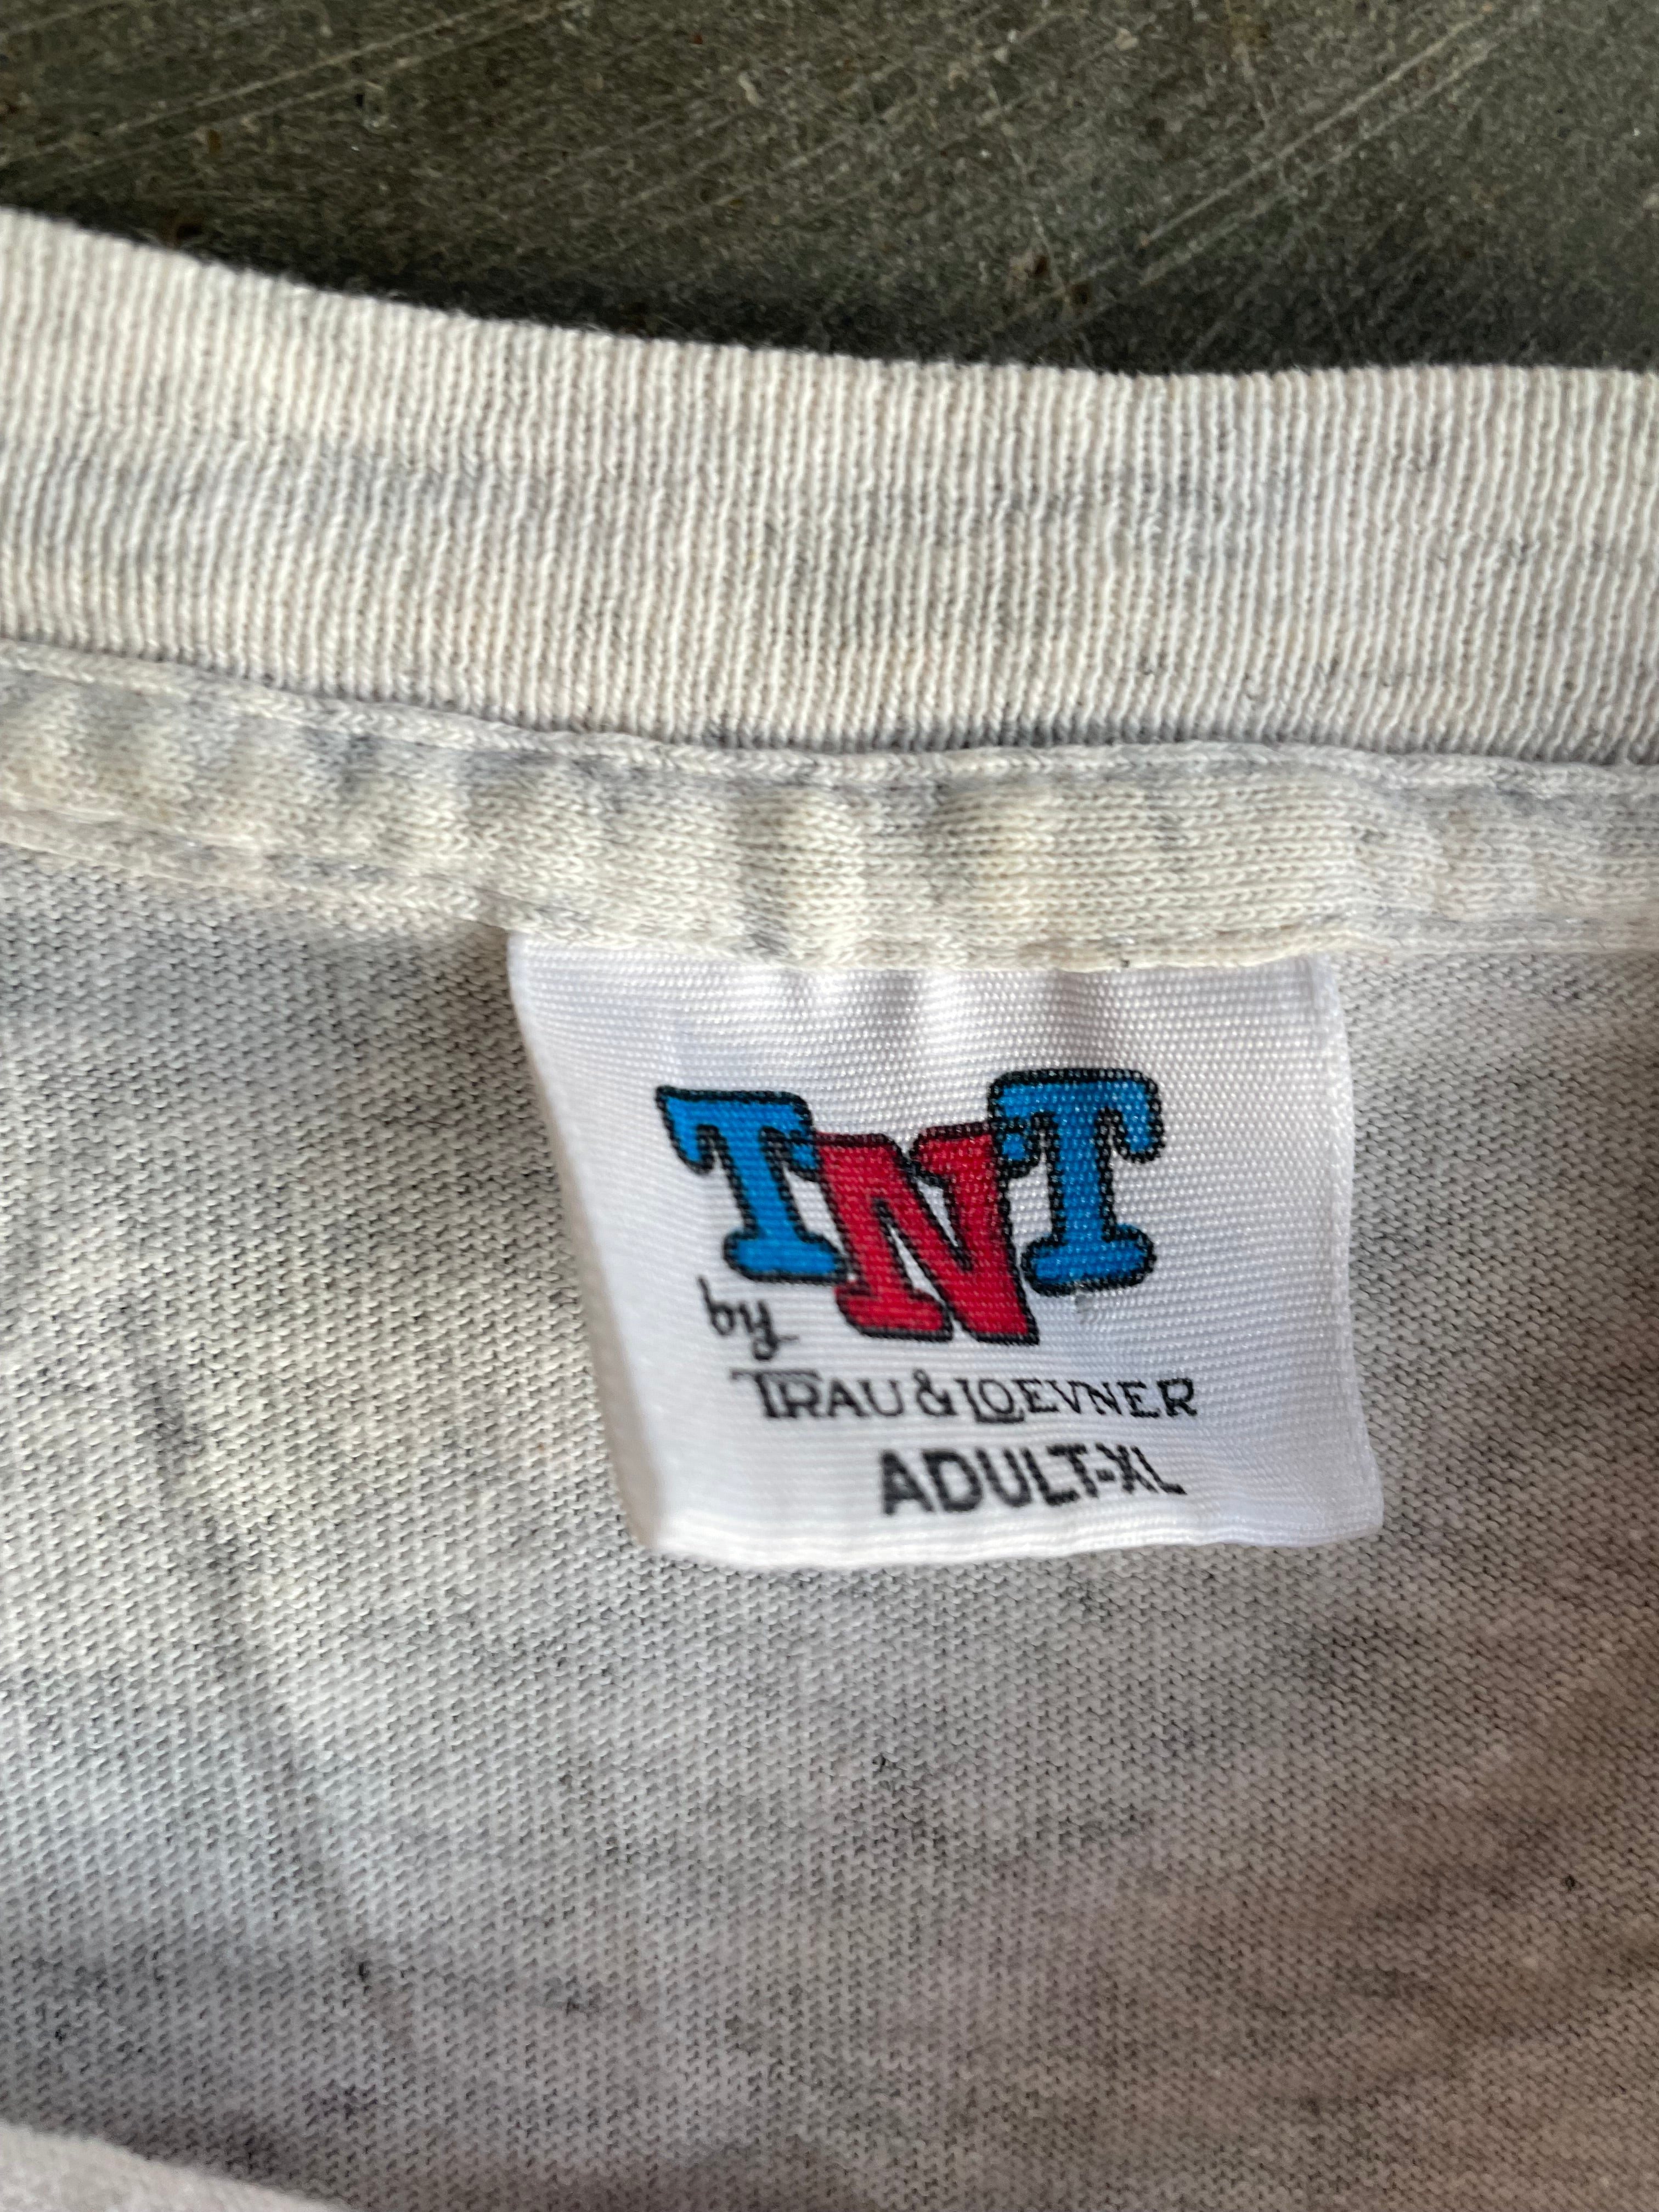 TNT
by
TRAU & LOEVNER
ADULT-XL